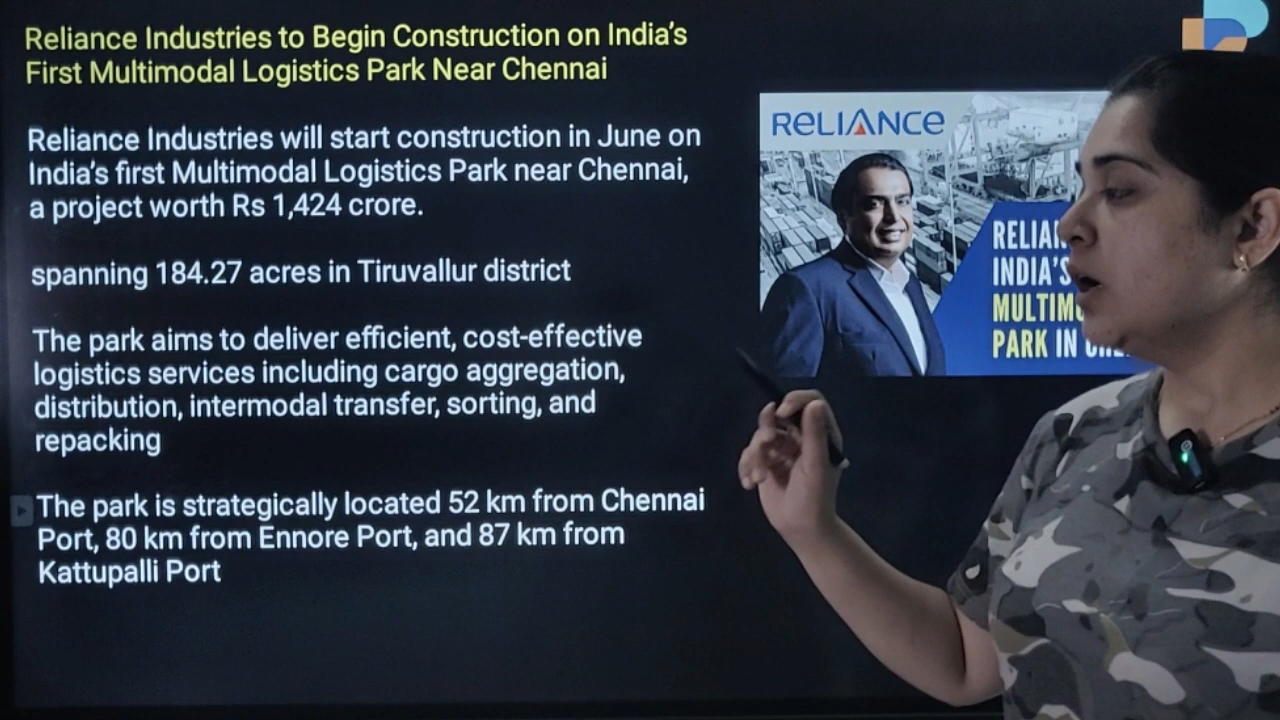 Reliance Industries to Begin Construction on India's
First Multimodal Logistics Park Near Chennai
Reliance Industries will start construction in June on
India's first Multimodal Logistics Park near Chennai,
a project worth Rs 1,424 crore.
spanning 184.27 acres in Tiruvallur district
The park aims to deliver efficient, cost-effective
logistics services including cargo aggregation,
distribution, intermodal transfer, sorting, and
repacking
The park is strategically located 52 km from Chennai
Port, 80 km from Ennore Port, and 87 km from
Kattupalli Port
RELIANCE
INDIA'S
PARK IN